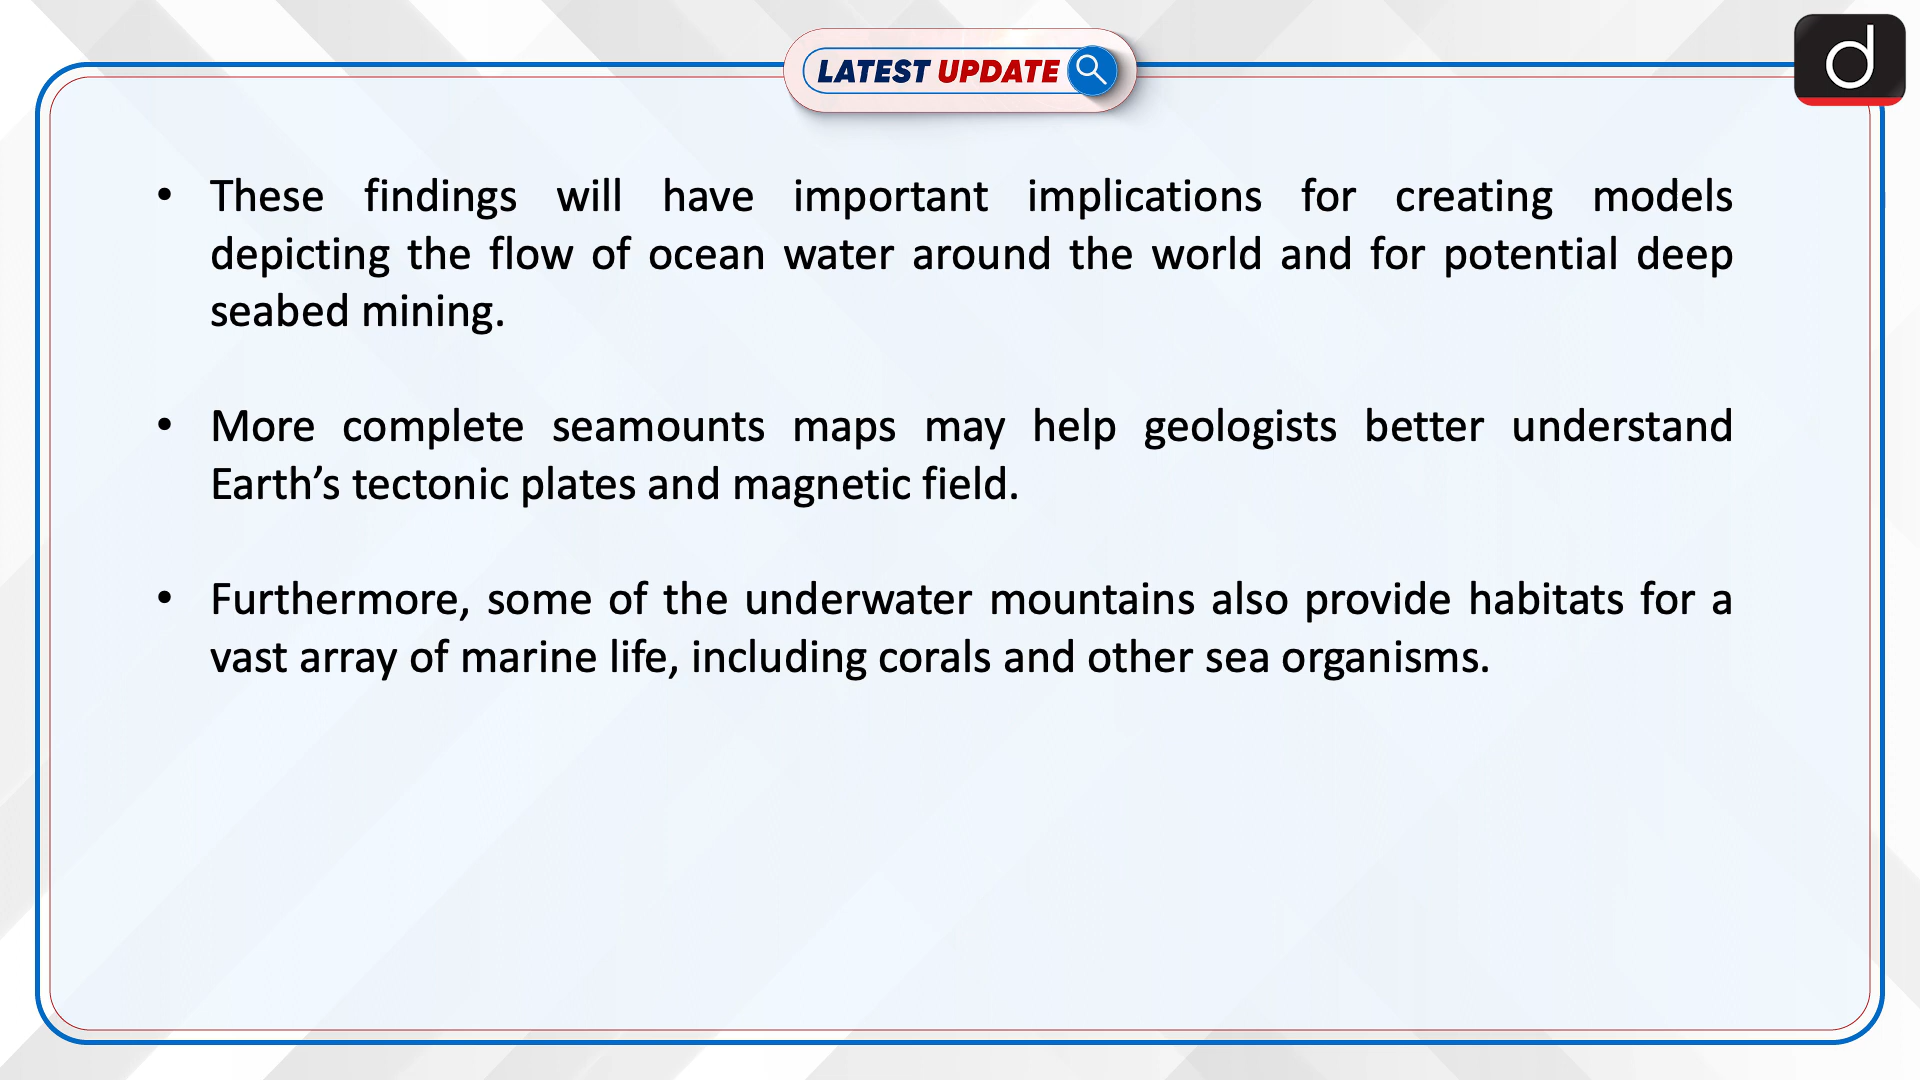 LATEST UPDATE
d
• These findings will have important implications for creating models
depicting the flow of ocean water around the world and for potential deep
seabed mining.
• More complete seamounts maps may help geologists better understand
Earth’s tectonic plates and magnetic field.
• Furthermore, some of the underwater mountains also provide habitats for a
vast array of marine life, including corals and other sea organisms.